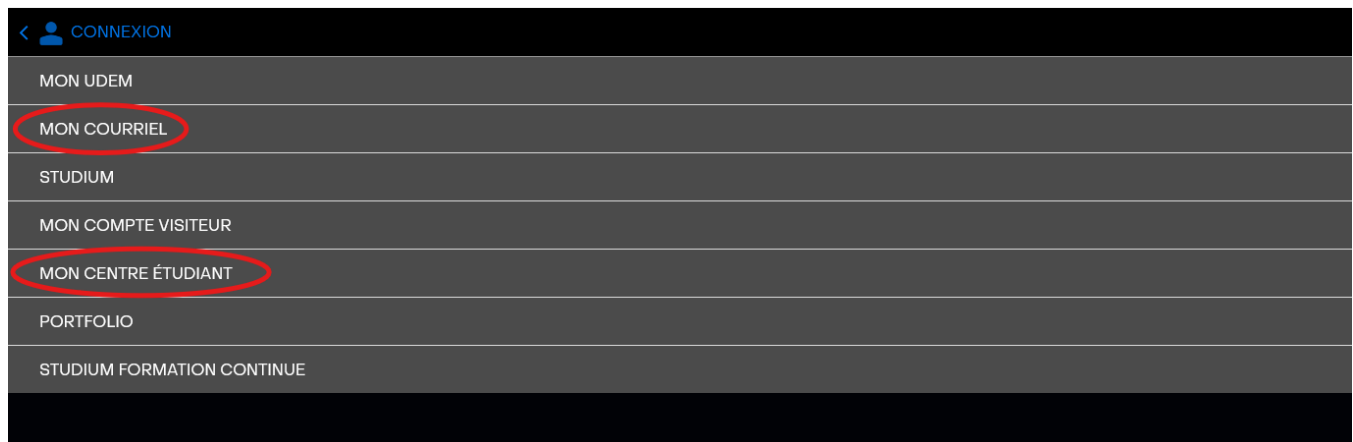 CONNEXION
MON UDEM
MON COURRIEL
STUDIUM
MON COMPTE VISITEUR
MON CENTRE ÉTUDIANT
PORTFOLIO
STUDIUM FORMATION CONTINUE